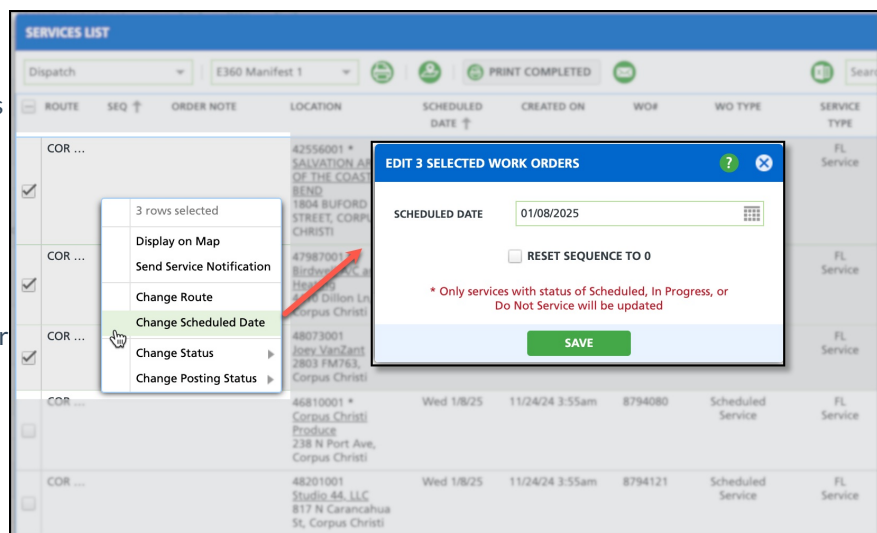 SERVICES LIST
Dispatch E360 Manifest 1 PRINT COMPLETED Sear
ROUTE SEQ ↑ ORDER NOTE LOCATION SCHEDULED DATE ↑ CREATED ON WO# WO TYPE SERVICE TYPE
s
COR ...
42556001 *
SALVATION AR
OF THE COAST
BEND
1804 BUFORD
STREET, CORPU
CHRISTI
FL
Service
3 rows selected
Display on Map
Send Service Notification
Change Route
Change Scheduled Date
Change Status
Change Posting Status
EDIT 3 SELECTED WORK ORDERS ?
SCHEDULED DATE 01/08/2025
RESET SEQUENCE TO 0
* Only services with status of Scheduled, In Progress, or
Do Not Service will be updated
SAVE
COR ...
Heating
Dillon Ln,
Corpus Christi
FL
Service
r
COR ...
48073001
Joey VanZant
2803 FM763,
Corpus Christi
FL
Service
COR ...
46810001 *
Corpus Christi
Produce
238 N Port Ave,
Corpus Christi
Wed 1/8/25 11/24/24 3:55am 8794080 Scheduled Service FL Service
COR ...
48201001
Studio 44, LLC
817 N Carancahua
St, Corpus Christi
Wed 1/8/25 11/24/24 3:55am 8794121 Scheduled Service FL Service